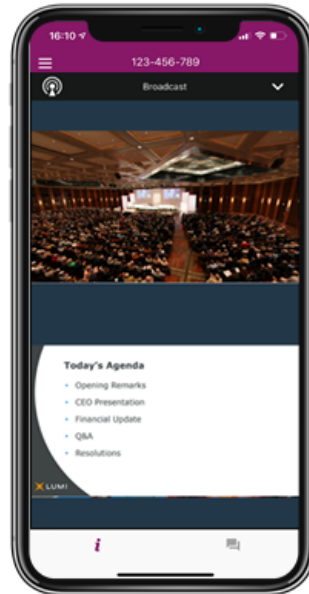 16:10
123-456-789
Broadcast
Today's Agenda
Opening Remarks
CEO Presentation
Financial Update
Q&A
Resolutions
LUMI
i